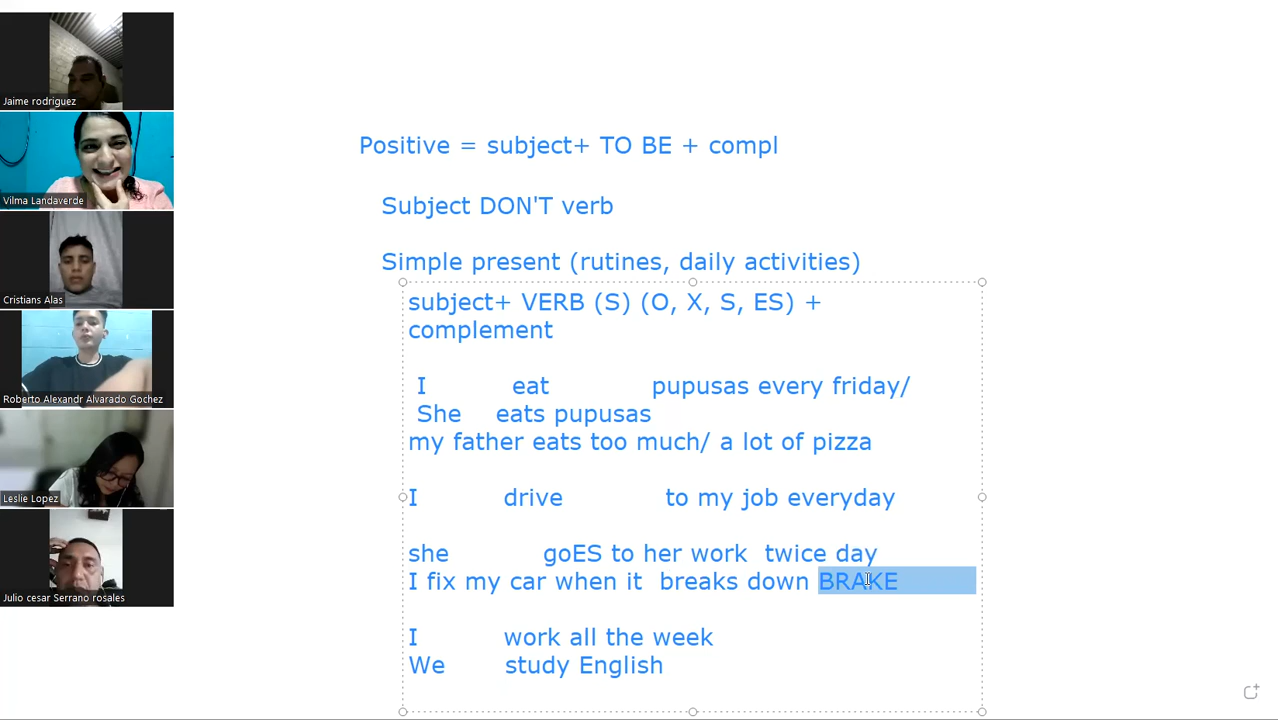 Jaime rodriguez
Vilma Landaverde
Cristians Alas
Roberto Alexandr Alvarado Gochez
Leslie Lopez
Julio cesar Serrano rosales
Positive = subject+ TO BE + compl
Subject DON'T verb
Simple present (rutines, daily activities)
subject+ VERB (S) (O, X, S, ES) +
complement
I eat pupusas every friday/
She eats pupusas
my father eats too much/ a lot of pizza
I drive to my job everyday
she goES to her work twice day
I fix my car when it breaks down BRAKE
I work all the week
We study English